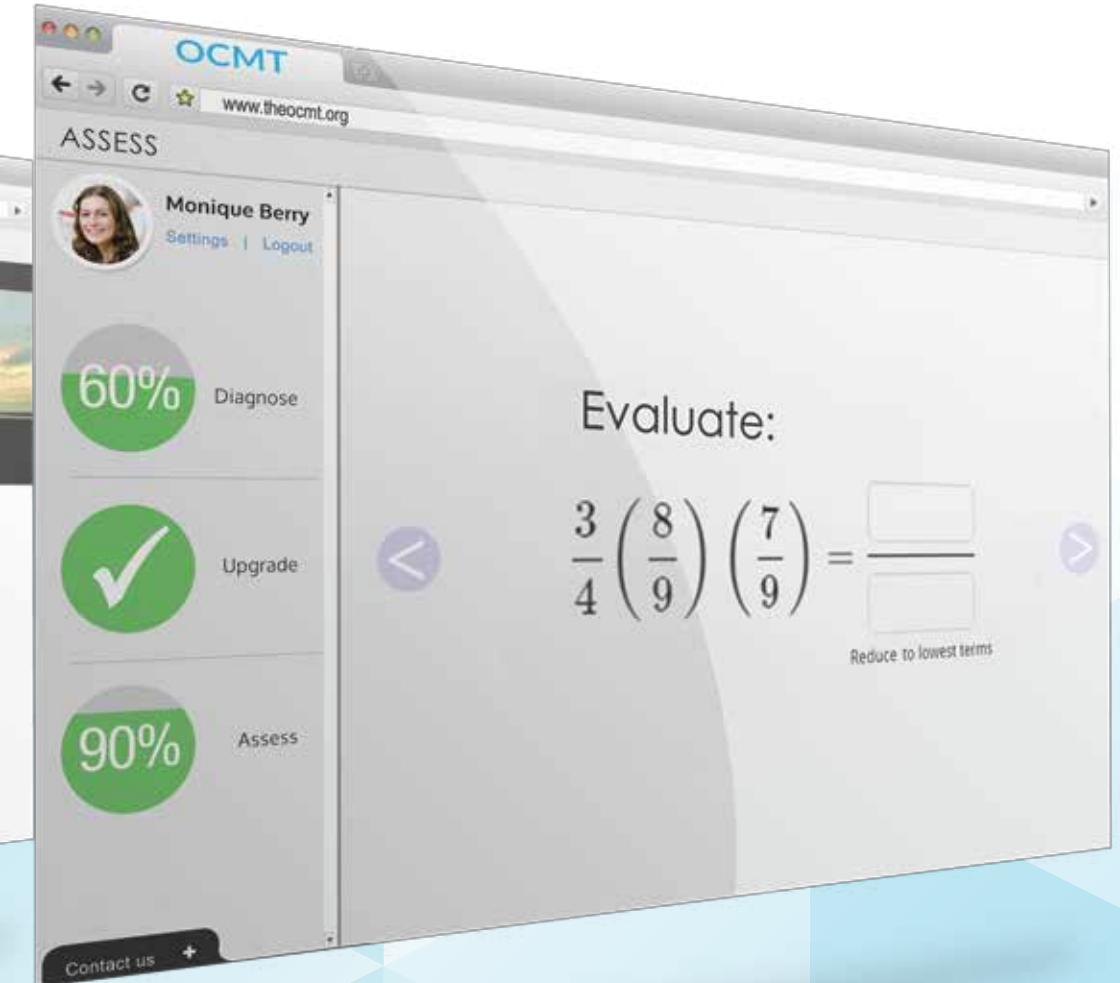 OCMT
www.theocmt.org
ASSESS
Monique Berry
Settings | Logout
60% Diagnose
Upgrade
90% Assess
Contact us +
Evaluate:
3/4 (8/9) (7/9) =
Reduce to lowest terms